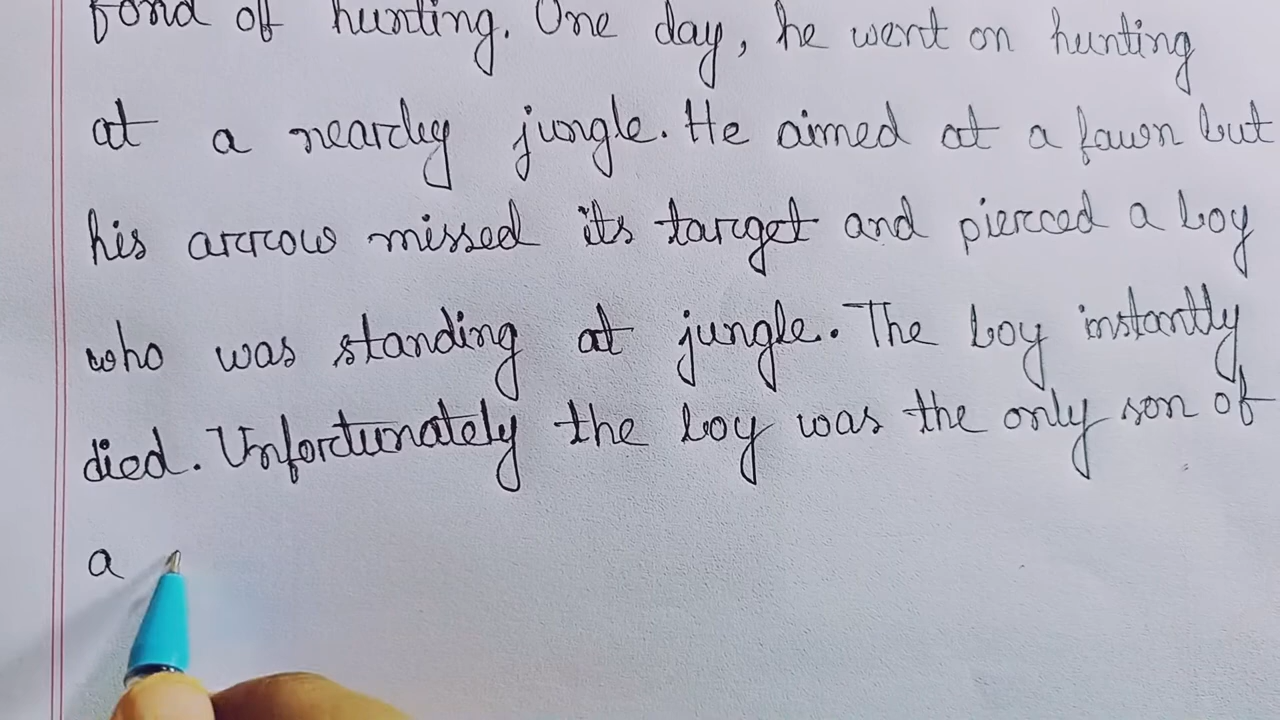 fond of hunting. One day, he went on hunting
at a nearby jungle. He aimed at a fawn but
his arrow missed its target and pierced a boy
who was standing at jungle. The boy instantly
died. Unfortunately the boy was the only son of
a